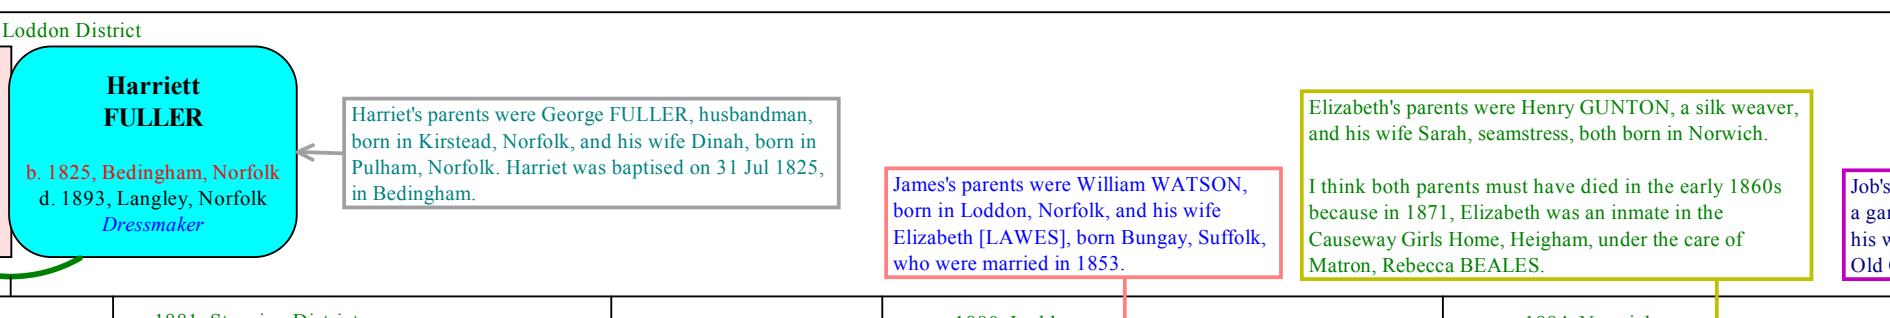 Loddon District
Harriett
FULLER
b. 1825, Bedingham, Norfolk
d. 1893, Langley, Norfolk
Dressmaker
Harriet's parents were George FULLER, husbandman,
born in Kirstead, Norfolk, and his wife Dinah, born in
Pulham, Norfolk. Harriet was baptised on 31 Jul 1825,
in Bedingham.
James's parents were William WATSON,
born in Loddon, Norfolk, and his wife
Elizabeth [LAWES], born Bungay, Suffolk,
who were married in 1853.
Elizabeth's parents were Henry GUNTON, a silk weaver,
and his wife Sarah, seamstress, both born in Norwich.
I think both parents must have died in the early 1860s
because in 1871, Elizabeth was an inmate in the
Causeway Girls Home, Heigham, under the care of
Matron, Rebecca BEALES.
Job's
a
his
Old